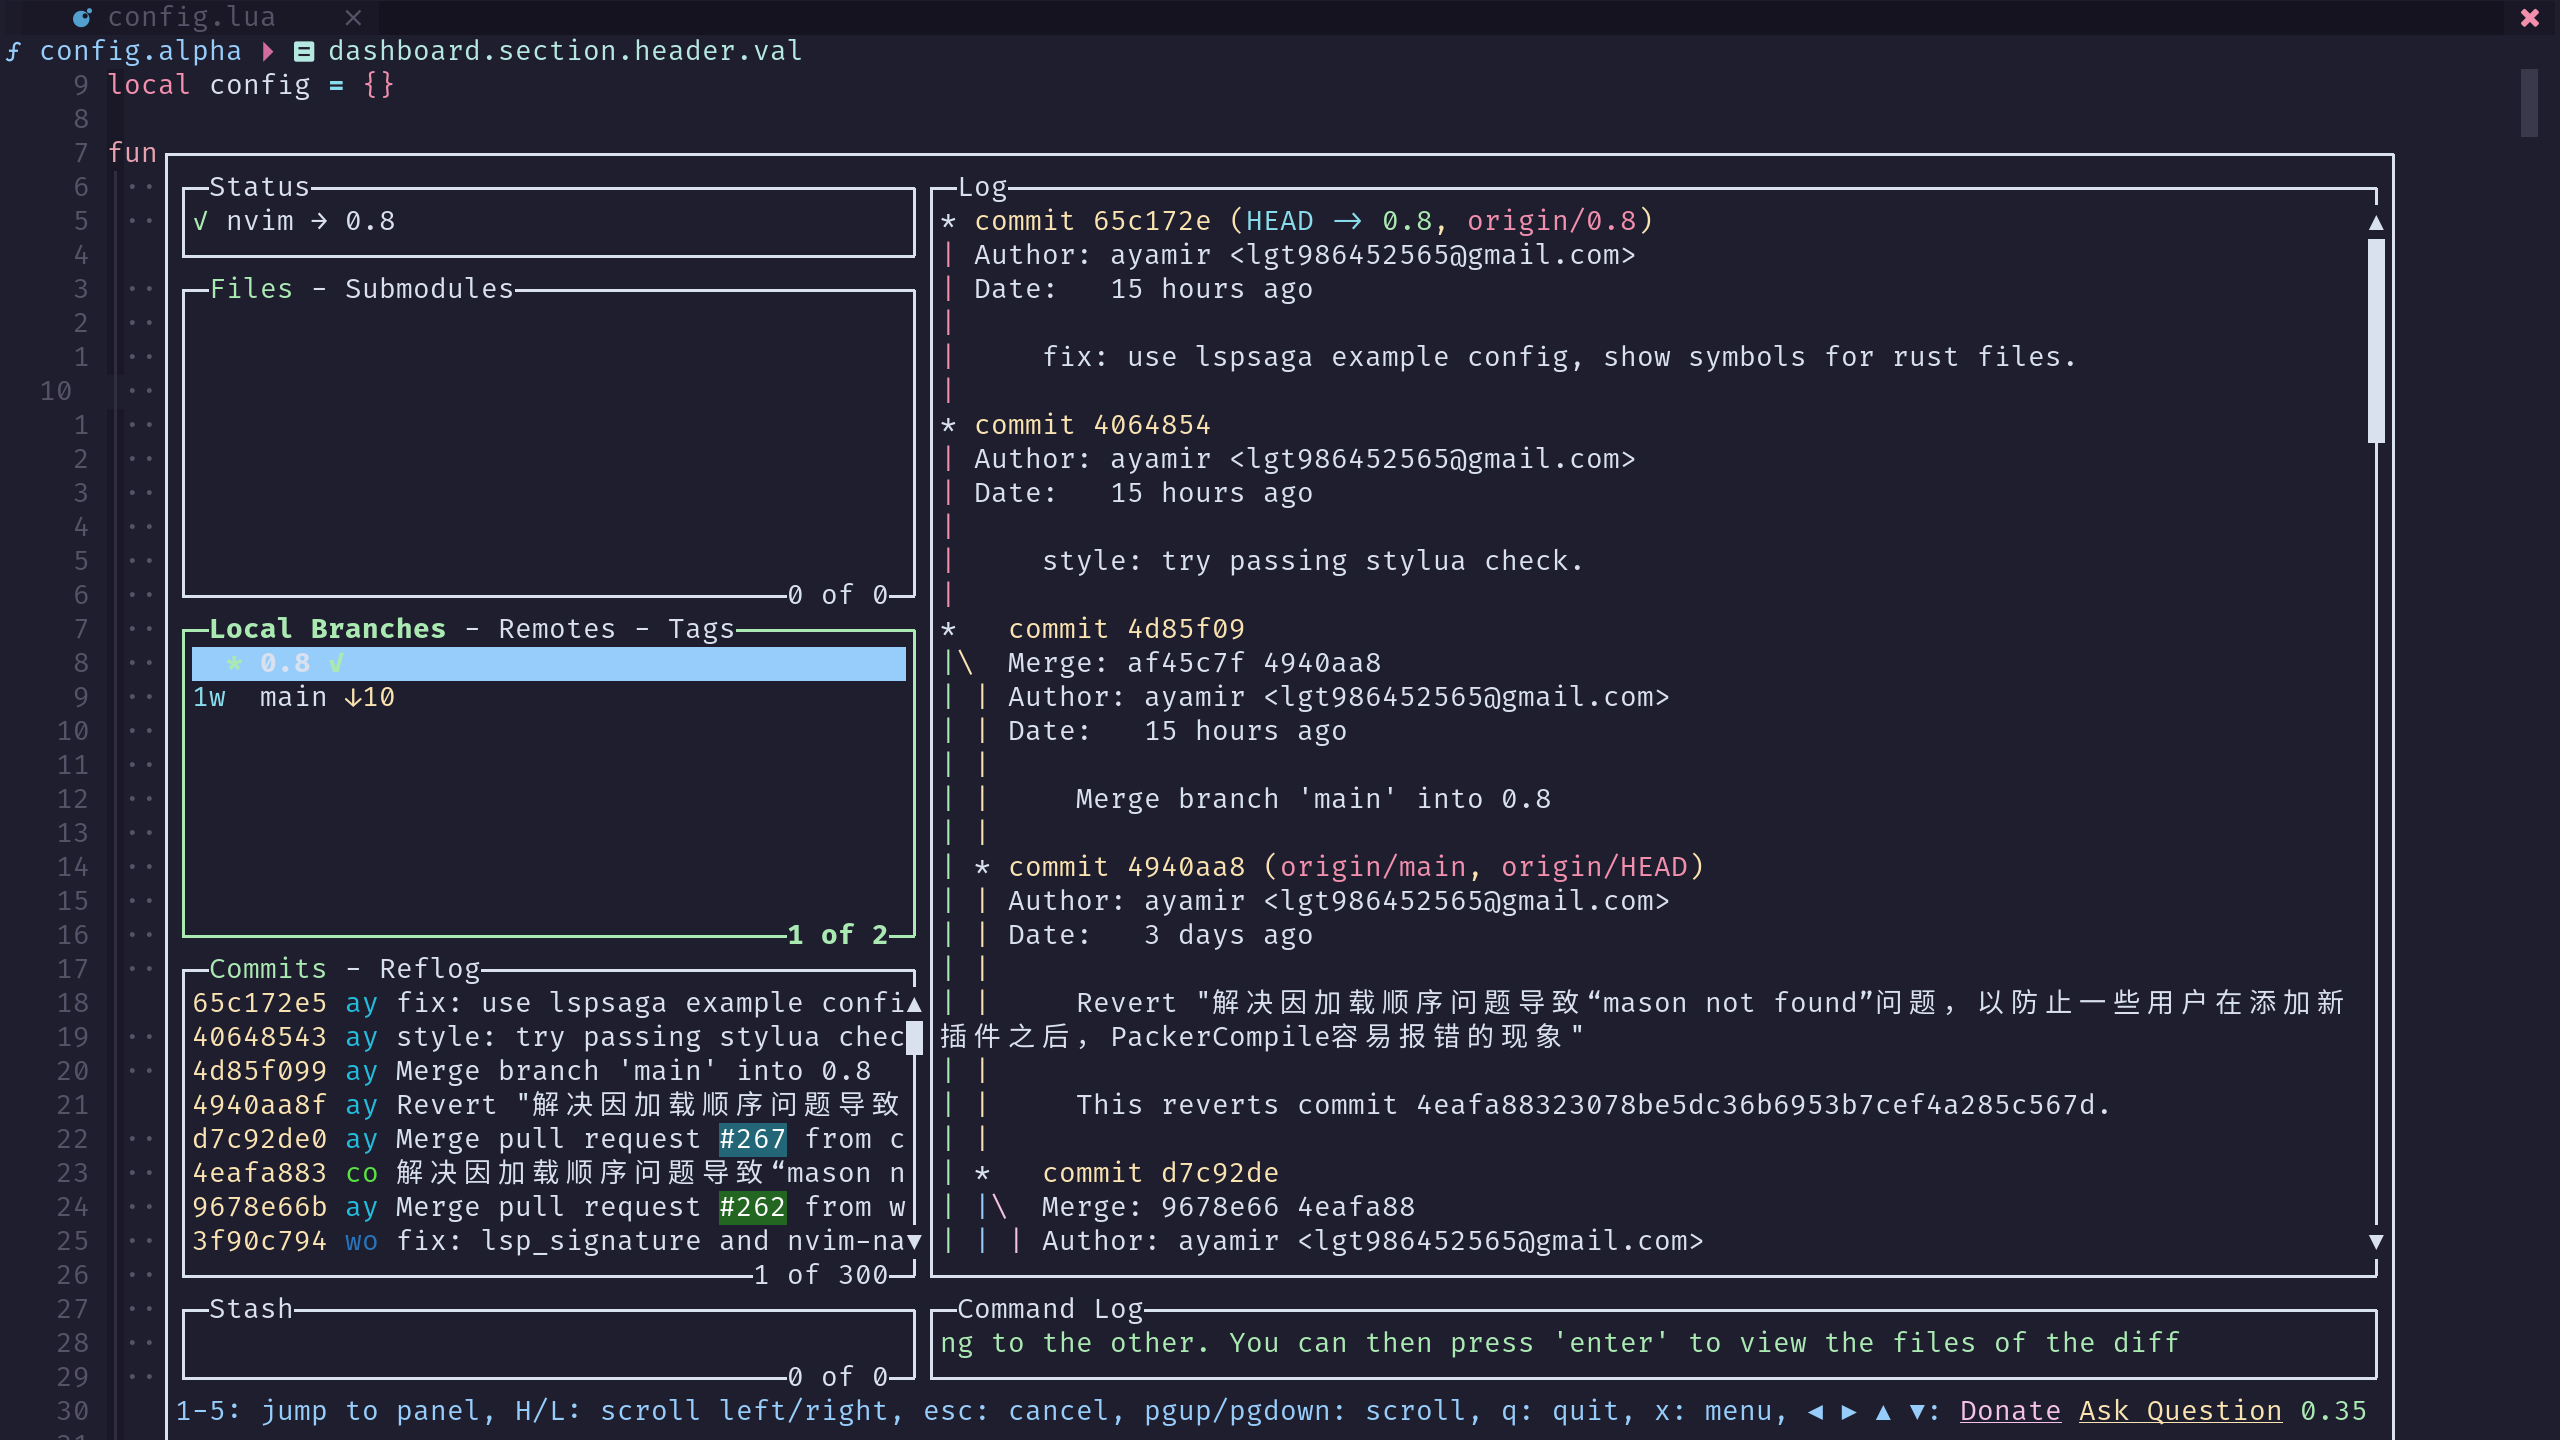 config.lua ×
config.alpha dashboard.section.header.val
9 local config = {}
8
7 fun
6
5
4
3
2
1
10
1
2
3
4
5
6
7
8
9
10
11
12
13
14
15
16
17
18
19
20
21
22
23
24
25
26
27
28
29
30
Status
√ nvim → 0.8
Files - Submodules
0 of 0
Local Branches - Remotes - Tags
* 0.8 √
1w main ↓10
1 of 2
Commits - Reflog
65c172e5 ay fix: use lspsaga example confi
40648543 ay style: try passing stylua chec
4d85f099 ay Merge branch 'main' into 0.8
4940aa8f ay Revert "解决因加载顺序问题导致
d7c92de0 ay Merge pull request #267 from c
4eafa883 co 解决因加载顺序问题导致“mason n
9678e66b ay Merge pull request #262 from w
3f90c794 wo fix: lsp_signature and nvim-na
1 of 300
Stash
0 of 0
Log
* commit 65c172e (HEAD -> 0.8, origin/0.8)
| Author: ayamir <lgt986452565@gmail.com>
| Date:   15 hours ago
|
|     fix: use lspsaga example config, show symbols for rust files.
|
* commit 4064854
| Author: ayamir <lgt986452565@gmail.com>
| Date:   15 hours ago
|
|     style: try passing stylua check.
|
*   commit 4d85f09
|\  Merge: af45c7f 4940aa8
| | Author: ayamir <lgt986452565@gmail.com>
| | Date:   15 hours ago
| |
| |     Merge branch 'main' into 0.8
| |
| * commit 4940aa8 (origin/main, origin/HEAD)
| | Author: ayamir <lgt986452565@gmail.com>
| | Date:   3 days ago
| |
| |     Revert "解决因加载顺序问题导致“mason not found”问题，以防止一些用户在添加新
插件之后，PackerCompile容易报错的现象"
| |
| |     This reverts commit 4eafa88323078be5dc36b6953b7cef4a285c567d.
| |
| *   commit d7c92de
| |\  Merge: 9678e66 4eafa88
| | | Author: ayamir <lgt986452565@gmail.com>
Command Log
ng to the other. You can then press 'enter' to view the files of the diff
1-5: jump to panel, H/L: scroll left/right, esc: cancel, pgup/pgdown: scroll, q: quit, x: menu, ◄ ► ▲ ▼: Donate Ask Question 0.35